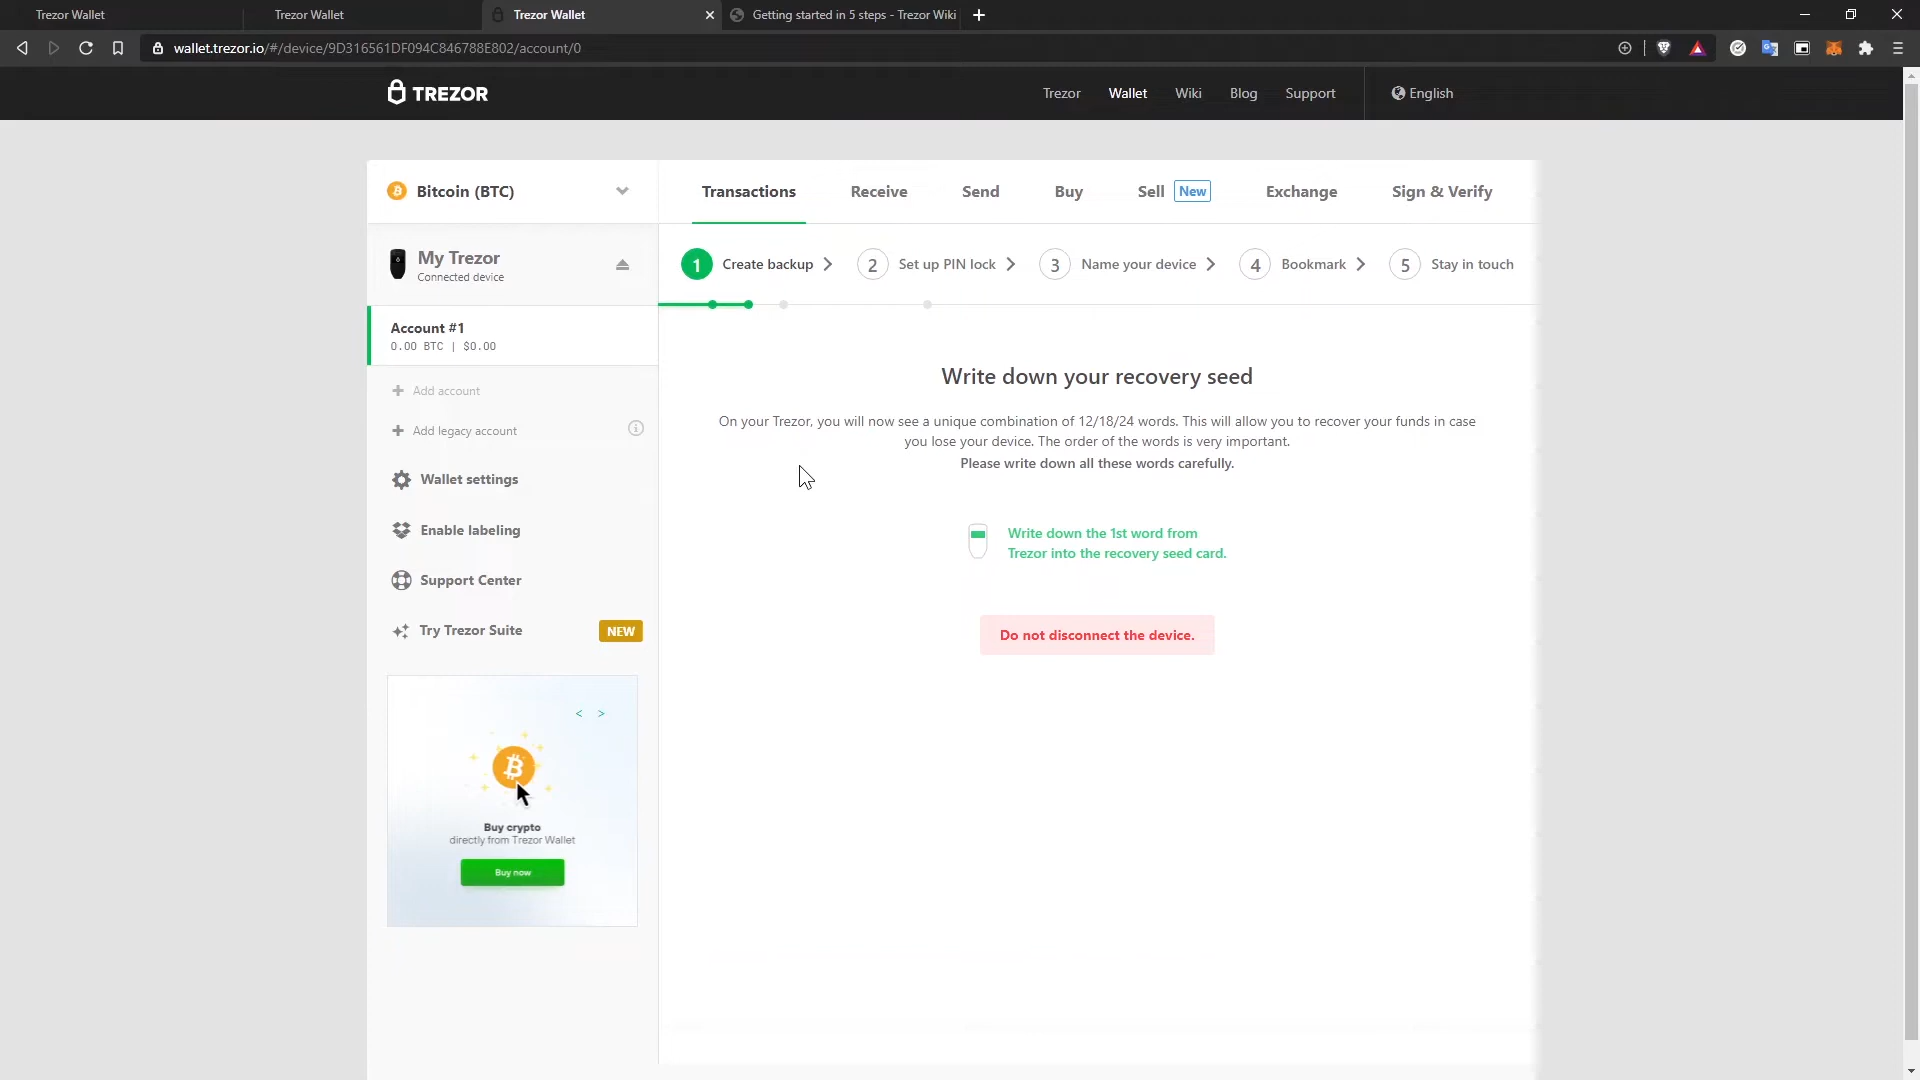 Trezor Wallet
Trezor Wallet
Trezor Wallet
Getting started in 5 steps - Trezor Wiki
wallet.trezor.io/#/device/9D316561DF094C846788E802/account/0
TREZOR
Trezor Wallet Wiki Blog Support English
Bitcoin (BTC)
Transactions Receive Send Buy Sell New Exchange Sign & Verify
My Trezor
Connected device
1 Create backup 2 Set up PIN lock 3 Name your device 4 Bookmark 5 Stay in touch
Account #1
0.00 BTC | $0.00
+ Add account
+ Add legacy account
Wallet settings
Enable labeling
Support Center
Try Trezor Suite NEW
< >
Buy crypto
directly from Trezor Wallet
Buy now
Write down your recovery seed
On your Trezor, you will now see a unique combination of 12/18/24 words. This will allow you to recover your funds in case
you lose your device. The order of the words is very important.
Please write down all these words carefully.
Write down the 1st word from
Trezor into the recovery seed card.
Do not disconnect the device.